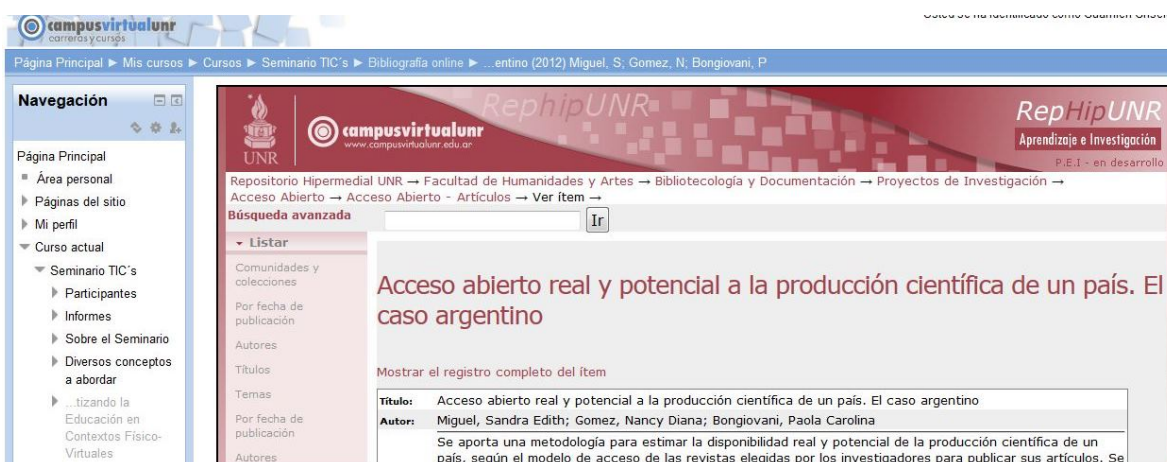 campusvirtualunr
carreras y cursos
Página Principal ► Mis cursos ► Cursos ► Seminario TIC´s ► Bibliografía online ► ...entino (2012) Miguel, S; Gomez, N; Bongiovani, P
Navegación
Página Principal
Área personal
Páginas del sitio
Mi perfil
Curso actual
Seminario TIC´s
Participantes
Informes
Sobre el Seminario
Diversos conceptos
a abordar
...tizando la
Educación en
Contextos Físico-
Virtuales
UNR
campusvirtualunr
www.campusvirtualunr.edu.ar
RephipUNR
RepHipUNR
Aprendizaje e Investigación
P.E.I - en desarrollo
Repositorio Hipermedial UNR → Facultad de Humanidades y Artes → Bibliotecología y Documentación → Proyectos de Investigación →
Acceso Abierto → Acceso Abierto - Artículos → Ver ítem →
Búsqueda avanzada
Ir
Listar
Comunidades y
colecciones
Por fecha de
publicación
Autores
Títulos
Temas
Por fecha de
publicación
Autores
Acceso abierto real y potencial a la producción científica de un país. El
caso argentino
Mostrar el registro completo del ítem
Título: Acceso abierto real y potencial a la producción científica de un país. El caso argentino
Autor: Miguel, Sandra Edith; Gomez, Nancy Diana; Bongiovani, Paola Carolina
Se aporta una metodología para estimar la disponibilidad real y potencial de la producción científica de un
país, según el modelo de acceso de las revistas elegidas por los investigadores para publicar sus artículos. Se